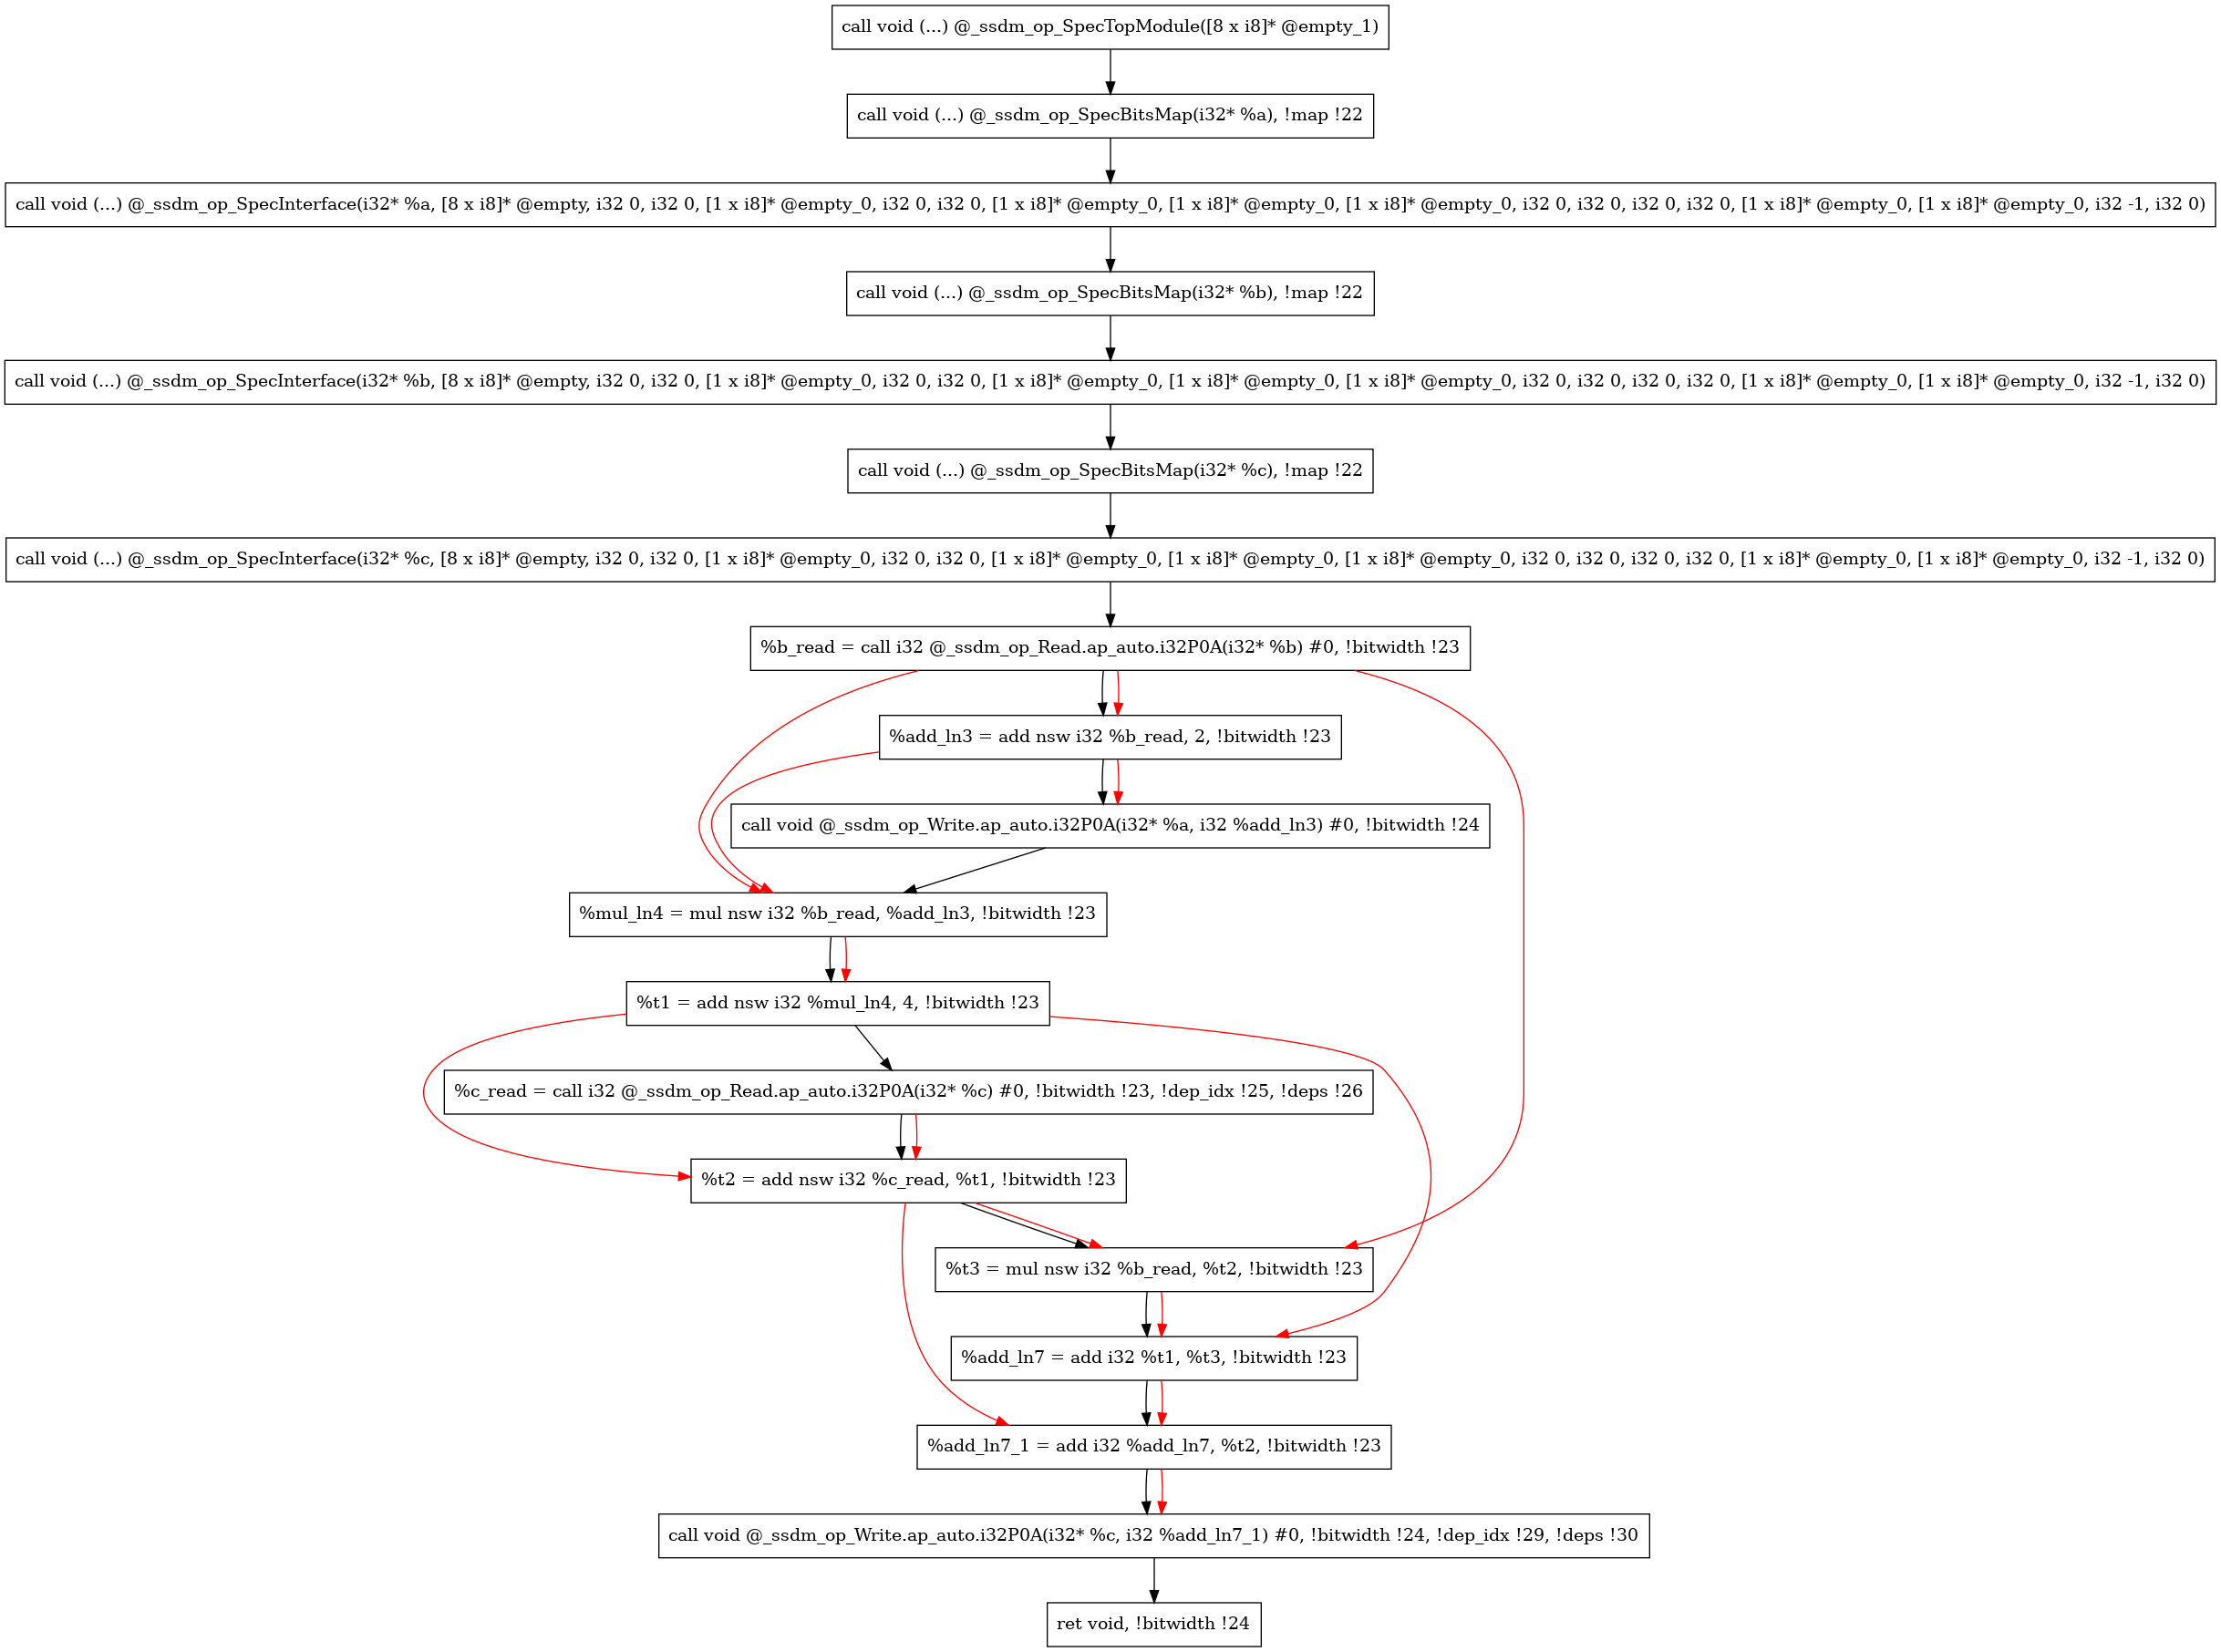 call void (...) @_ssdm_op_SpecTopModule([8 x i8]* @empty_1)
call void (...) @_ssdm_op_SpecBitsMap(i32* %a), !map !22
call void (...) @_ssdm_op_SpecInterface(i32* %a, [8 x i8]* @empty, i32 0, i32 0, [1 x i8]* @empty_0, i32 0, i32 0, [1 x i8]* @empty_0, [1 x i8]* @empty_0, [1 x i8]* @empty_0, i32 0, i32 0, i32 0, i32 0, [1 x i8]* @empty_0, [1 x i8]* @empty_0, i32 -1, i32 0)
call void (...) @_ssdm_op_SpecBitsMap(i32* %b), !map !22
call void (...) @_ssdm_op_SpecInterface(i32* %b, [8 x i8]* @empty, i32 0, i32 0, [1 x i8]* @empty_0, i32 0, i32 0, [1 x i8]* @empty_0, [1 x i8]* @empty_0, [1 x i8]* @empty_0, i32 0, i32 0, i32 0, i32 0, [1 x i8]* @empty_0, [1 x i8]* @empty_0, i32 -1, i32 0)
call void (...) @_ssdm_op_SpecBitsMap(i32* %c), !map !22
call void (...) @_ssdm_op_SpecInterface(i32* %c, [8 x i8]* @empty, i32 0, i32 0, [1 x i8]* @empty_0, i32 0, i32 0, [1 x i8]* @empty_0, [1 x i8]* @empty_0, [1 x i8]* @empty_0, i32 0, i32 0, i32 0, i32 0, [1 x i8]* @empty_0, [1 x i8]* @empty_0, i32 -1, i32 0)
%b_read = call i32 @_ssdm_op_Read.ap_auto.i32P0A(i32* %b) #0, !bitwidth !23
%add_ln3 = add nsw i32 %b_read, 2, !bitwidth !23
call void @_ssdm_op_Write.ap_auto.i32P0A(i32* %a, i32 %add_ln3) #0, !bitwidth !24
%mul_ln4 = mul nsw i32 %b_read, %add_ln3, !bitwidth !23
%t1 = add nsw i32 %mul_ln4, 4, !bitwidth !23
%c_read = call i32 @_ssdm_op_Read.ap_auto.i32P0A(i32* %c) #0, !bitwidth !23, !dep_idx !25, !deps !26
%t2 = add nsw i32 %c_read, %t1, !bitwidth !23
%t3 = mul nsw i32 %b_read, %t2, !bitwidth !23
%add_ln7 = add i32 %t1, %t3, !bitwidth !23
%add_ln7_1 = add i32 %add_ln7, %t2, !bitwidth !23
call void @_ssdm_op_Write.ap_auto.i32P0A(i32* %c, i32 %add_ln7_1) #0, !bitwidth !24, !dep_idx !29, !deps !30
ret void, !bitwidth !24